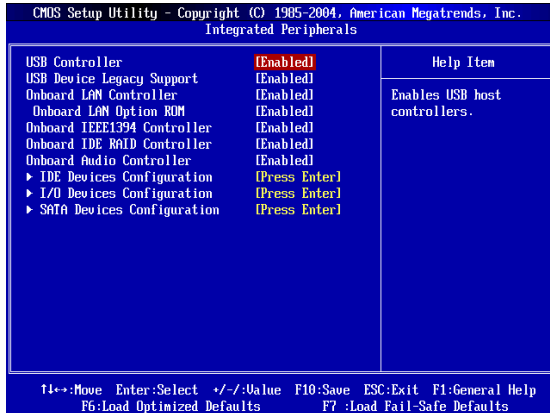 CMOS Setup Utility - Copyright (C) 1985-2004, American Megatrends, Inc.
Integrated Peripherals
USB Controller [Enabled]
USB Device Legacy Support [Enabled]
Onboard LAN Controller [Enabled]
Onboard LAN Option ROM [Enabled]
Onboard IEEE1394 Controller [Enabled]
Onboard IDE RAID Controller [Enabled]
Onboard Audio Controller [Enabled]
▶ IDE Devices Configuration [Press Enter]
▶ I/O Devices Configuration [Press Enter]
▶ SATA Devices Configuration [Press Enter]
Help Item
Enables USB host
controllers.
↑↓←→:Move Enter:Select +/-/:Value F10:Save ESC:Exit F1:General Help
F6:Load Optimized Defaults F7 :Load Fail-Safe Defaults